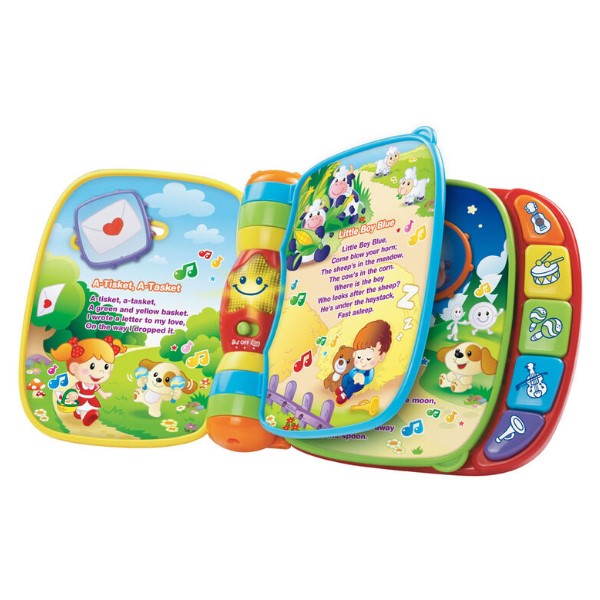 A-Tisket, A-Tasket
A-tisket, a-tasket,
A green and yellow basket.
I wrote a letter to my love,
On the way I dropped it.
Little Boy Blue
Little Boy Blue,
Come blow your horn;
The sheep's in the meadow,
The cow's in the corn.
Where is the boy
Who looks after the sheep?
He's under the haystack,
Fast asleep.
Z
Z
Z
moon,
away
spoon.